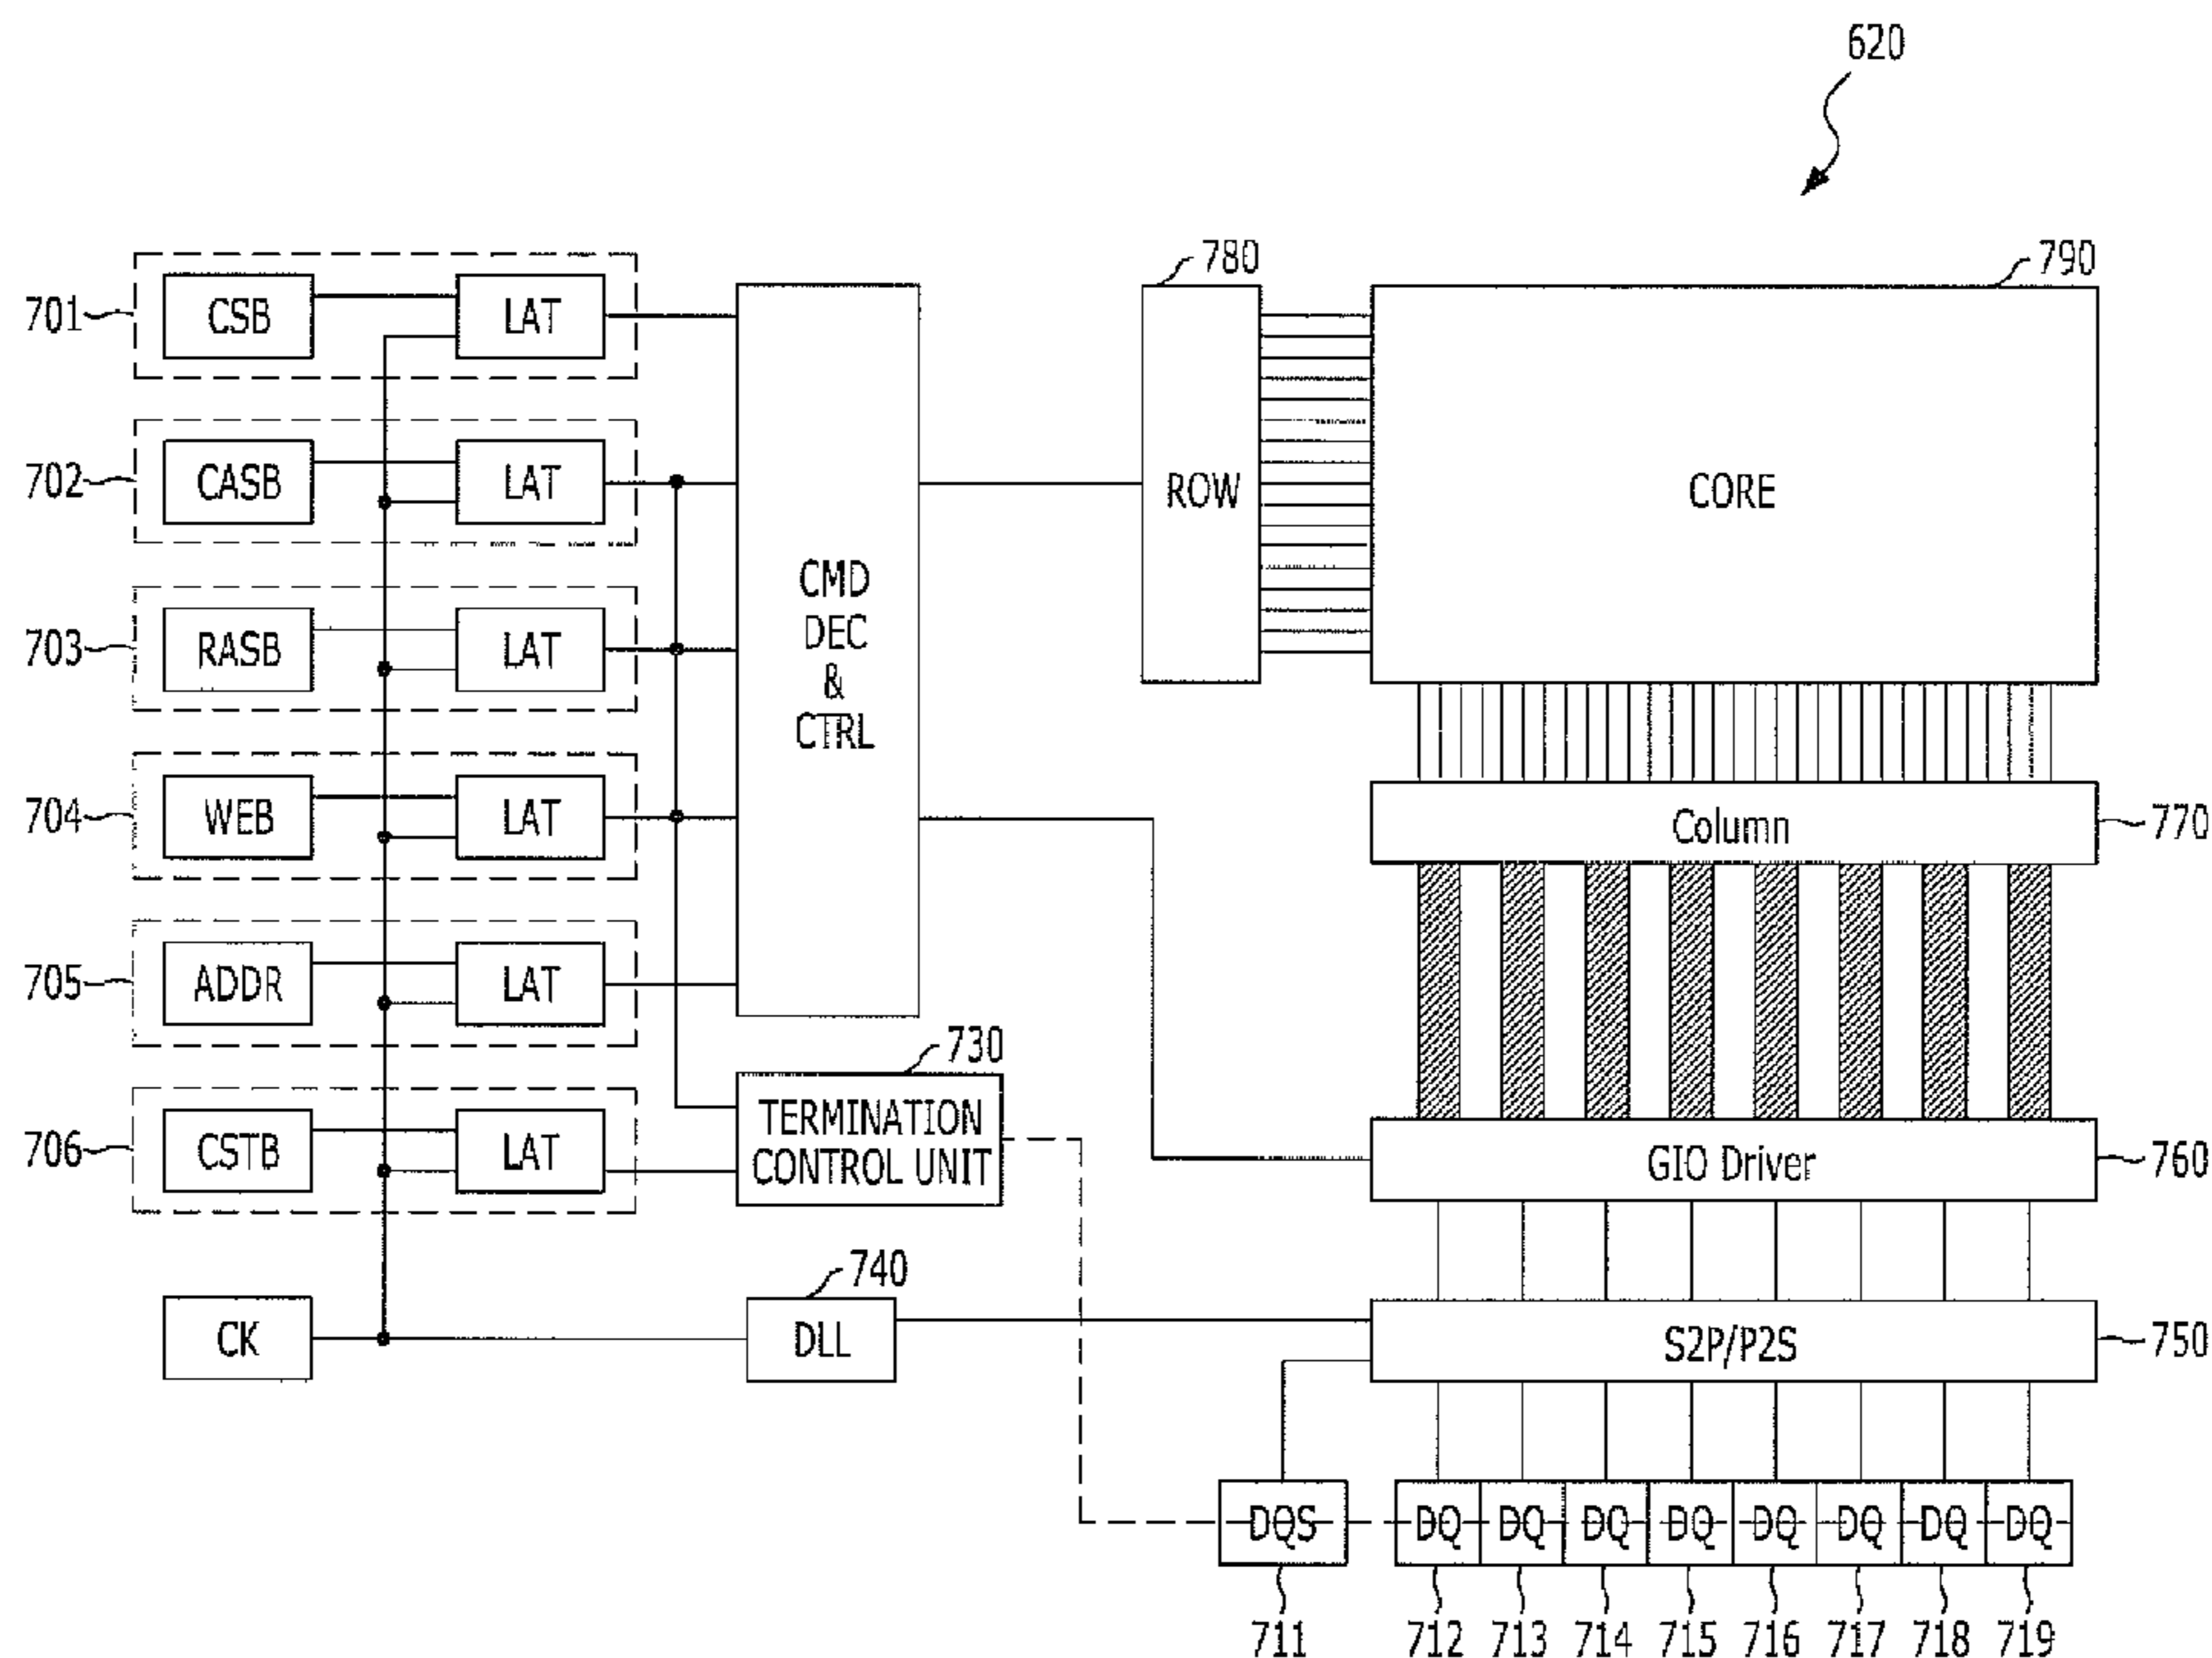 620
780
790
701
CSB
LAT
702
CASB
LAT
ROW
CORE
703
RASB
LAT
CMD
DEC
&
CTRL
704
WEB
LAT
Column
770
705
ADDR
LAT
730
706
CSTB
LAT
TERMINATION
CONTROL UNIT
GIO Driver
760
740
CK
DLL
S2P/P2S
750
DQS
DQ
DQ
DQ
DQ
DQ
DQ
DQ
DQ
711
712
713
714
715
716
717
718
719